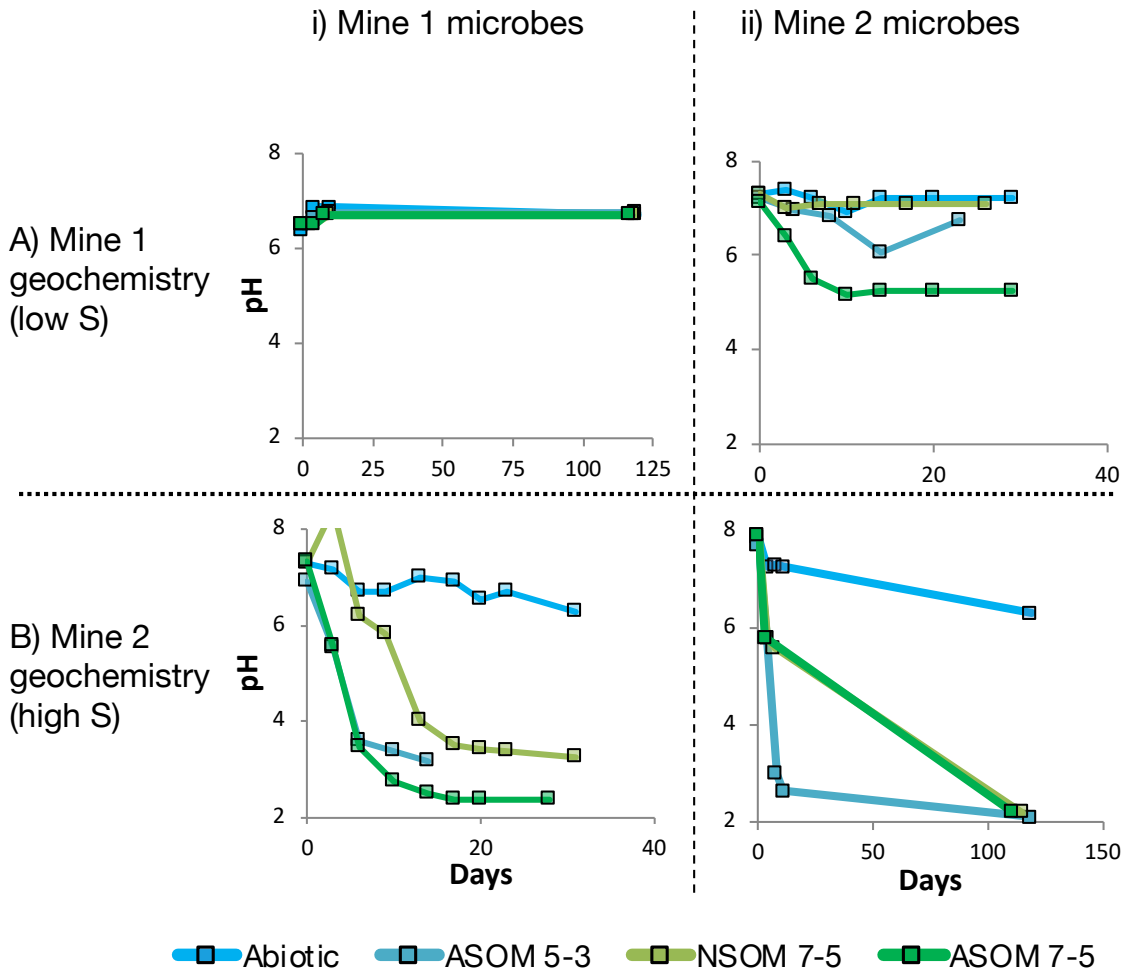 i) Mine 1 microbes
ii) Mine 2 microbes
A) Mine 1
geochemistry
(low S)
pH
8
6
4
2
0 25 50 75 100 125
8
6
4
2
0 20 40
B) Mine 2
geochemistry
(high S)
pH
8
6
4
2
0 20 40
Days
8
6
4
2
0 50 100 150
Days
Abiotic ASOM 5-3 NSOM 7-5 ASOM 7-5